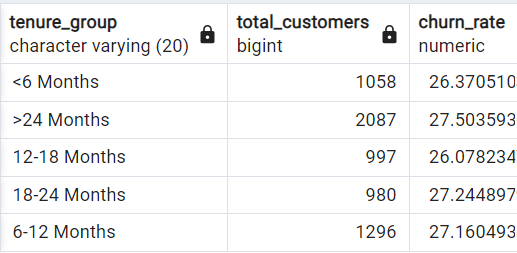 tenure_group total_customers churn_rate
character varying (20) bigint numeric
<6 Months 1058 26.370510
>24 Months 2087 27.503593
12-18 Months 997 26.078234
18-24 Months 980 27.244897
6-12 Months 1296 27.160493